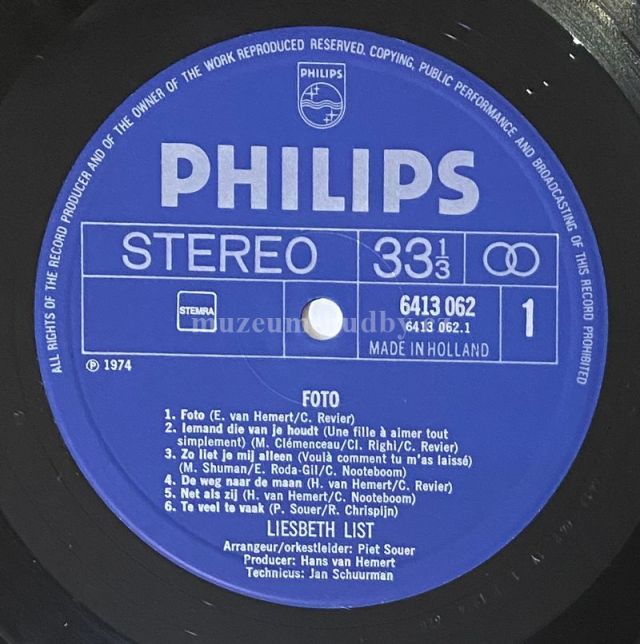 ALL RIGHTS OF THE RECORD PRODUCER AND OF THE OWNER OF THE WORK REPRODUCED RESERVED. COPYING, PUBLIC PERFORMANCE AND BROADCASTING OF THIS RECORD PROHIBITED
PHILIPS
PHILIPS
STEREO 33 1/3
STEMRA 6413 062 1
6413 062.1
MADE IN HOLLAND
℗ 1974
FOTO
1. Foto (E. van Hemert/C. Revier)
2. Iemand die van je houdt (Une fille à aimer tout
simplement) (M. Clémenceau/Cl. Righi/C. Revier)
3. Zo liet je mij alleen (Voulà comment tu m'as laissé)
(M. Shuman/E. Roda-Gil/C. Nooteboom)
4. De weg naar de maan (H. van Hemert/C. Revier)
5. Net als zij (H. van Hemert/C. Nooteboom)
6. Te veel te vaak (P. Souer/R. Chrispijn)
LIESBETH LIST
Arrangeur/orkestleider: Piet Souer
Producer: Hans van Hemert
Technicus: Jan Schuurman